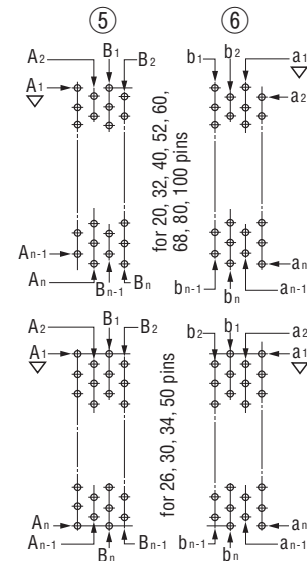 5 6
A2 B1 B2 b1 b2 a1
A1 a2
for 20, 32, 40, 52, 60,
68, 80, 100 pins
An-1 an
An Bn-1 Bn bn-1 bn an-1
A2 B1 B2 b2 b1 a2
A1 a1
for 26, 30, 34, 50 pins
An an
An-1 Bn Bn-1 bn-1 bn an-1